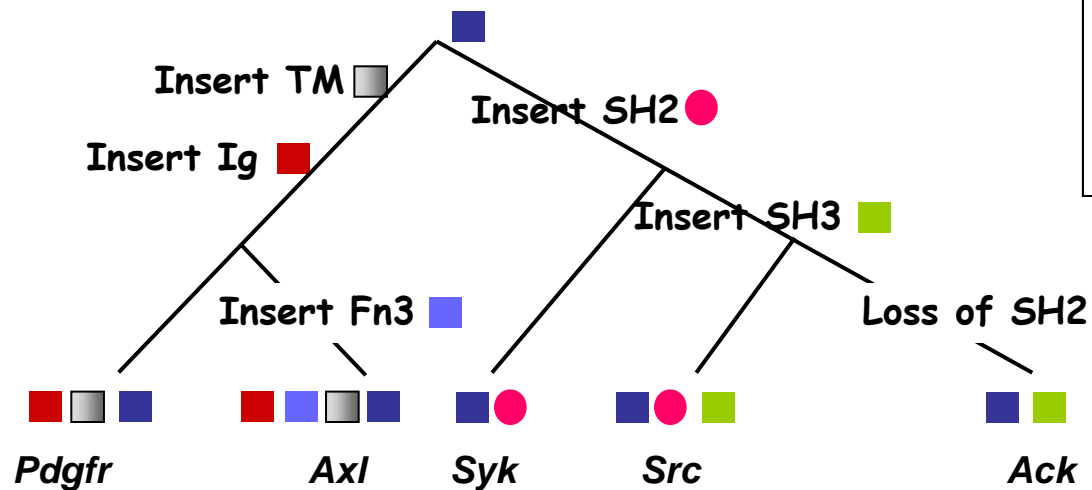 Insert TM
Insert SH2
Insert Ig
Insert SH3
Insert Fn3
Loss of SH2
Pdgfr
Axl
Syk
Src
Ack